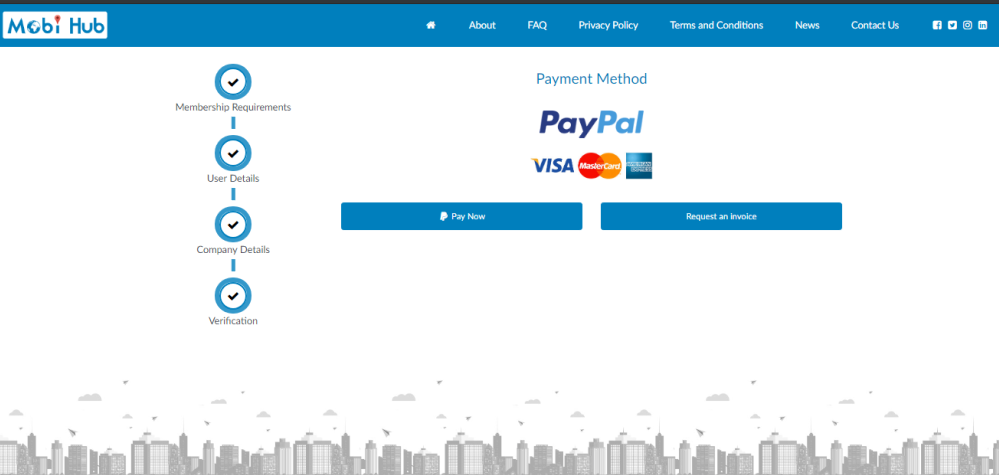 Mobi Hub
About
FAQ
Privacy Policy
Terms and Conditions
News
Contact Us
Membership Requirements
User Details
Company Details
Verification
Payment Method
PayPal
VISA
MasterCard
AMERICAN EXPRESS
Pay Now
Request an invoice